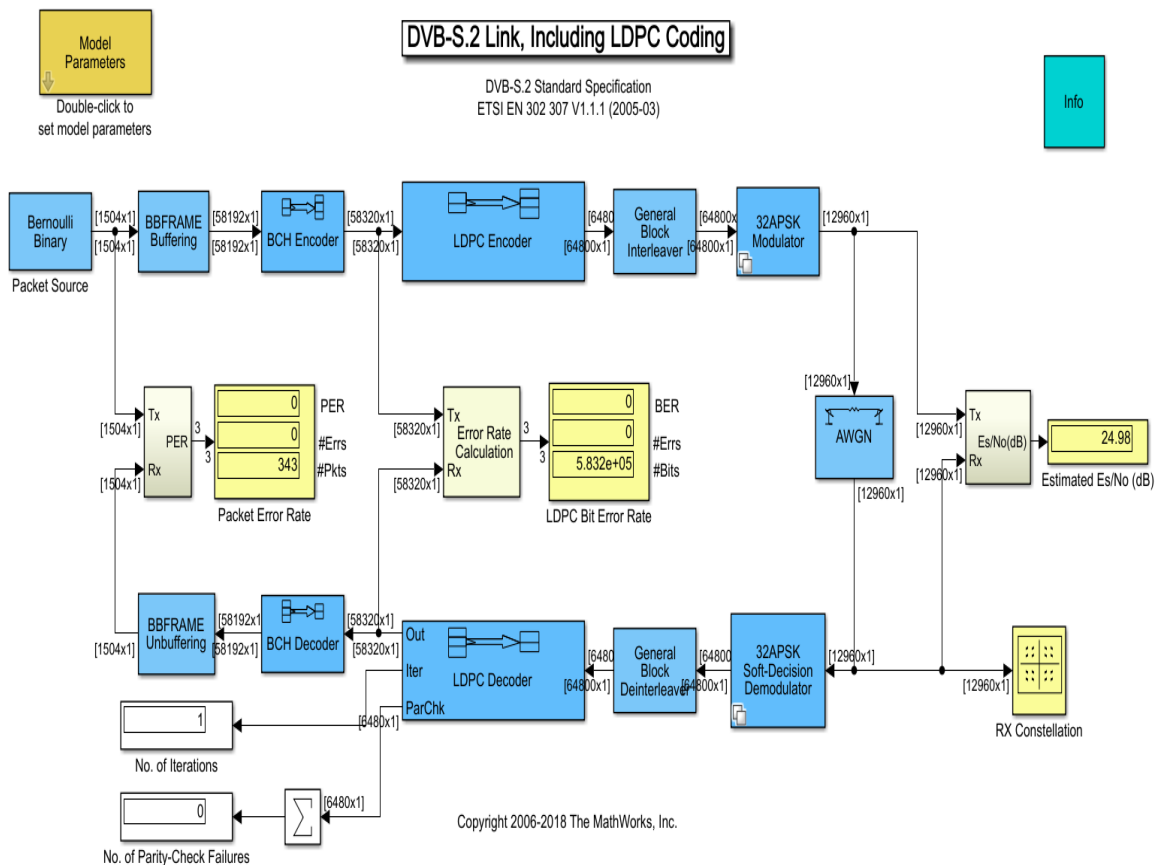 Model
Parameters
Double-click to
set model parameters
DVB-S.2 Link, Including LDPC Coding
DVB-S.2 Standard Specification
ETSI EN 302 307 V1.1.1 (2005-03)
Info
Bernoulli
Binary
Packet Source
[1504x1]
[1504x1]
BBFRAME
Buffering
[58192x1]
[58192x1]
BCH Encoder
[58320x1]
[58320x1]
LDPC Encoder
[6480
[64800x1]
General
Block
Interleaver
[64800x
[64800x1]
32APSK
Modulator
[12960x1]
[1504x1]
Tx
PER
Rx
[1504x1]
3
3
0
PER
0
#Errs
343
#Pkts
Packet Error Rate
[58320x1]
Tx
Error Rate
Calculation
Rx
[58320x1]
3
3
0
BER
0
#Errs
5.832e+05
#Bits
LDPC Bit Error Rate
[12960x1]
AWGN
[12960x1]
[12960x1]
Tx
Es/No(dB)
Rx
[12960x1]
24.98
Estimated Es/No (dB)
[1504x1]
BBFRAME
Unbuffering
[58192x1
[58192x1]
BCH Decoder
[58320x1]
[58320x1]
Out
Iter
ParChk
LDPC Decoder
[6480x1]
[6480
[64800x1]
General
Block
Deinterleaver
[6480
[64800x1]
32APSK
Soft-Decision
Demodulator
[12960x1]
[12960x1]
RX Constellation
1
No. of Iterations
0
No. of Parity-Check Failures
[6480x1]
Copyright 2006-2018 The MathWorks, Inc.